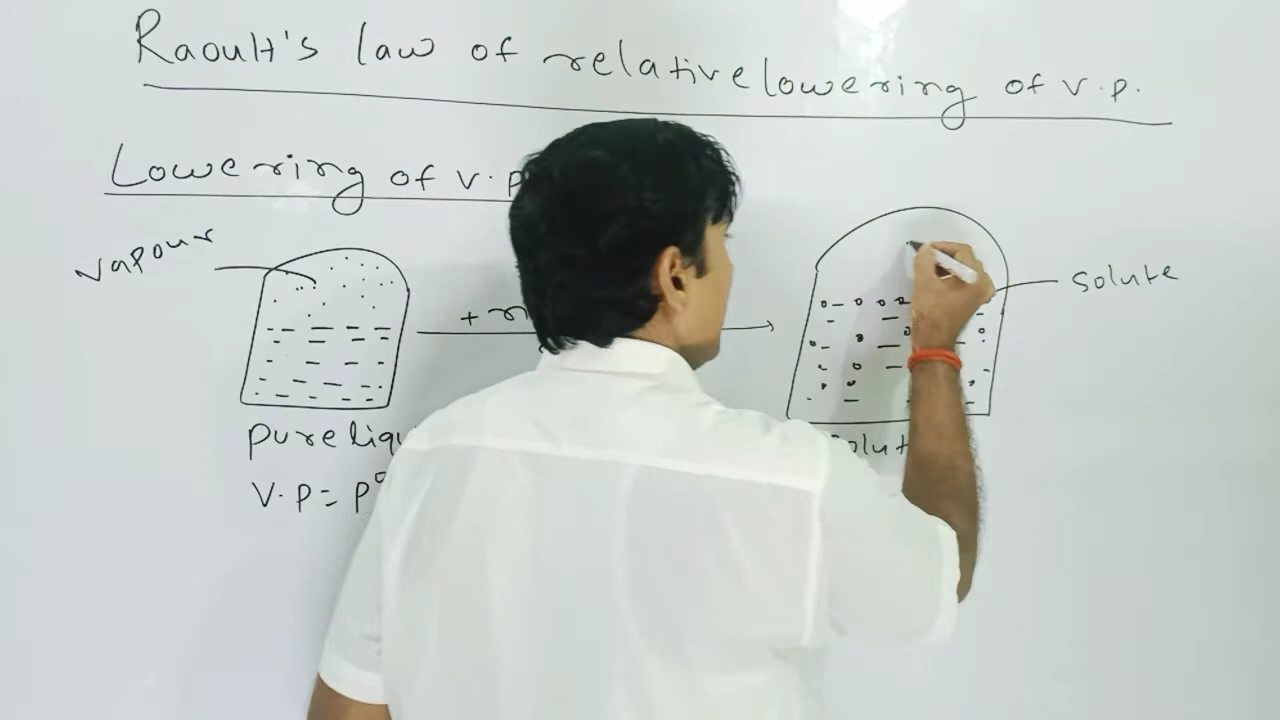 Raoult's law of relative lowering of v.p.
Lowering of v.p
vapour
solute
pure liqu
v.p = p°